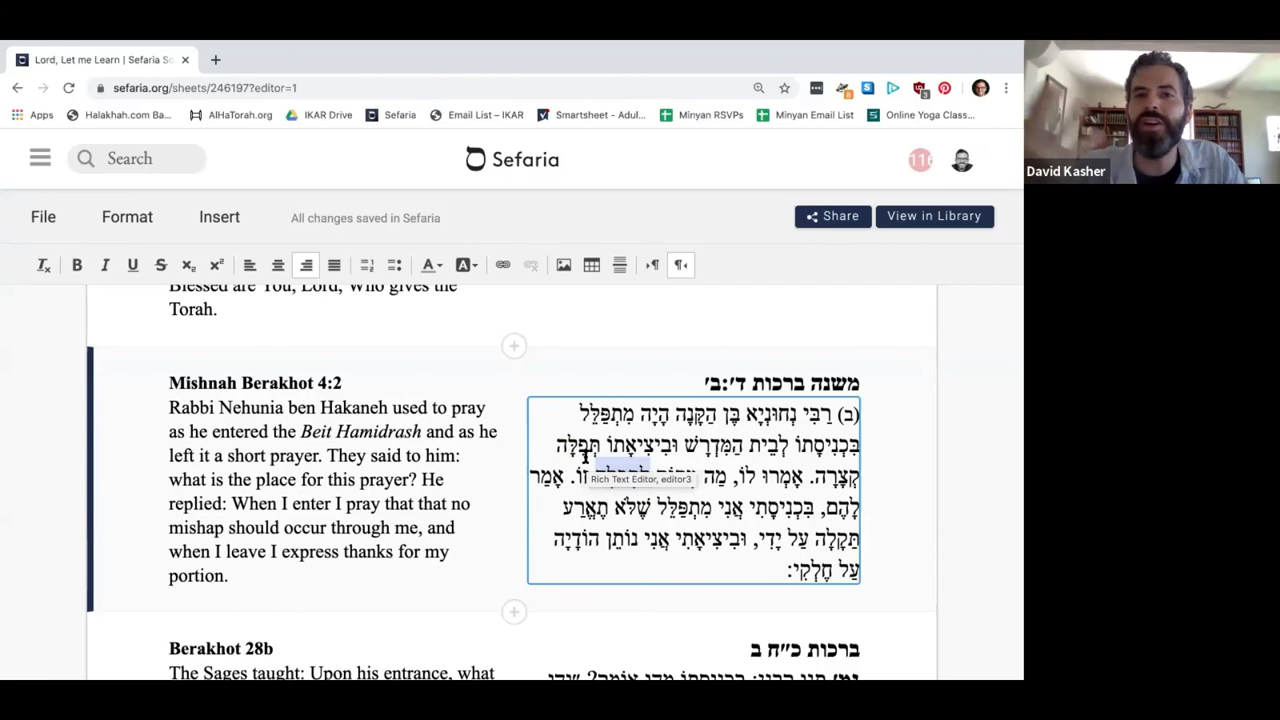 Lord, Let me Learn | Sefaria So
sefaria.org/sheets/246197?editor=1
Apps Halakhah.com Ba... AlHaTorah.org IKAR Drive Sefaria Email List – IKAR Smartsheet - Adul... Minyan RSVPs Minyan Email List Online Yoga Class...
David Kasher
Search
Sefaria
116
File Format Insert All changes saved in Sefaria
Share View in Library
Blessed are You, Lord, Who gives the
Torah.
Mishnah Berakhot 4:2
Rabbi Nehunia ben Hakaneh used to pray
as he entered the Beit Hamidrash and as he
left it a short prayer. They said to him:
what is the place for this prayer? He
replied: When I enter I pray that that no
mishap should occur through me, and
when I leave I express thanks for my
portion.
משנה ברכות ד׳:ב׳
(ב) רַבִּי נְחוּנְיָא בֶּן הַקָּנָה הָיָה מִתְפַּלֵּל
בִּכְנִיסָתוֹ לְבֵית הַמִּדְרָשׁ וּבִיצִיאָתוֹ תְּפִלָּה
קְצָרָה. אָמְרוּ לוֹ, מַה זוֹ. אָמַר
Rich Text Editor, editor3
לָהֶם, בִּכְנִיסָתִי אֲנִי מִתְפַּלֵּל שֶׁלֹּא תֶאֱרַע
תַּקָּלָה עַל יָדִי, וּבִיצִיאָתִי אֲנִי נוֹתֵן הוֹדָיָה
עַל חֶלְקִי:
Berakhot 28b
The Sages taught: Upon his entrance, what
ברכות כ״ח ב